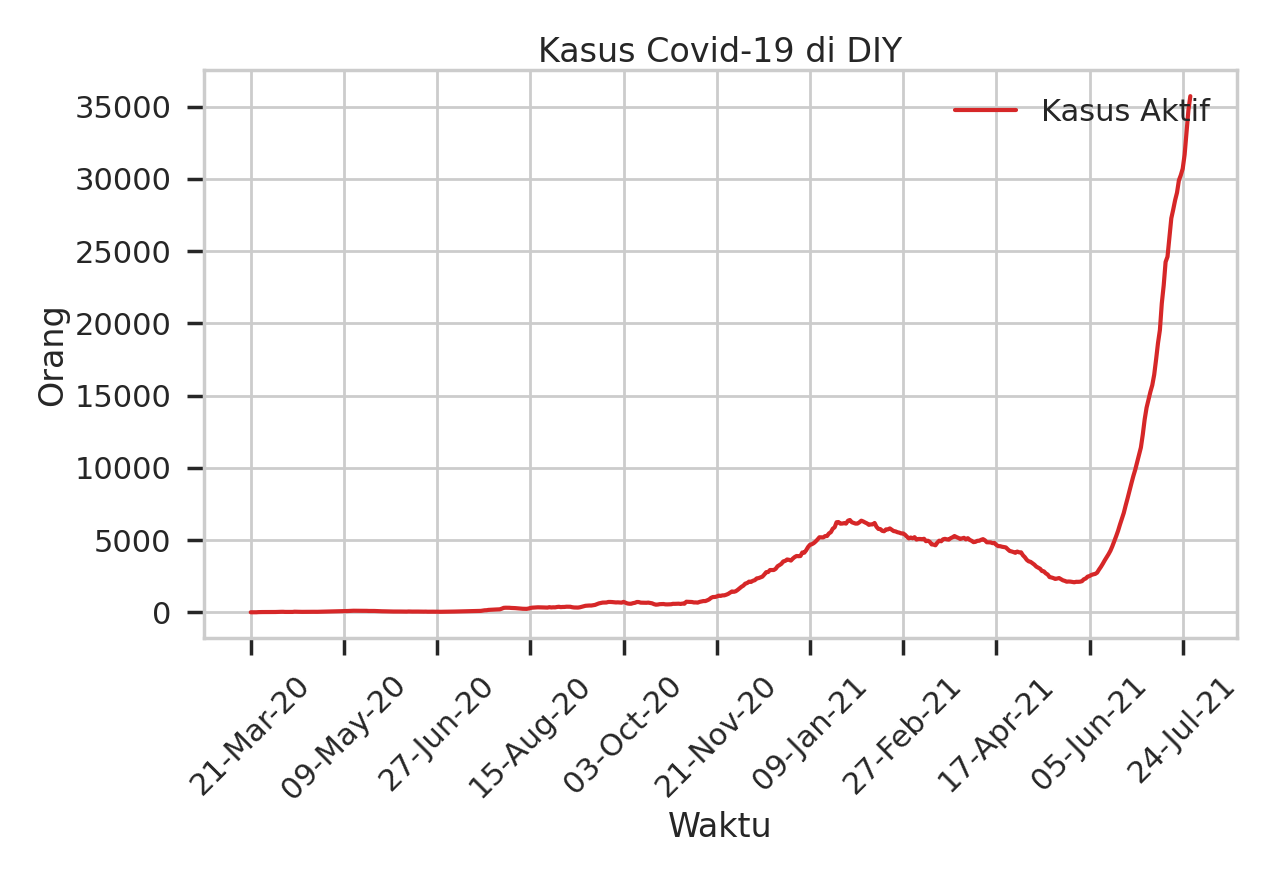 Kasus Covid-19 di DIY
Kasus Aktif
Orang
35000
30000
25000
20000
15000
10000
5000
0
21-Mar-20
09-May-20
27-Jun-20
15-Aug-20
03-Oct-20
21-Nov-20
09-Jan-21
27-Feb-21
17-Apr-21
05-Jun-21
24-Jul-21
Waktu